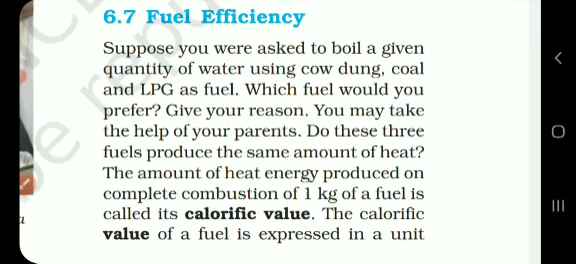 6.7 Fuel Efficiency
Suppose you were asked to boil a given
quantity of water using cow dung, coal
and LPG as fuel. Which fuel would you
prefer? Give your reason. You may take
the help of your parents. Do these three
fuels produce the same amount of heat?
The amount of heat energy produced on
complete combustion of 1 kg of a fuel is
called its calorific value. The calorific
value of a fuel is expressed in a unit